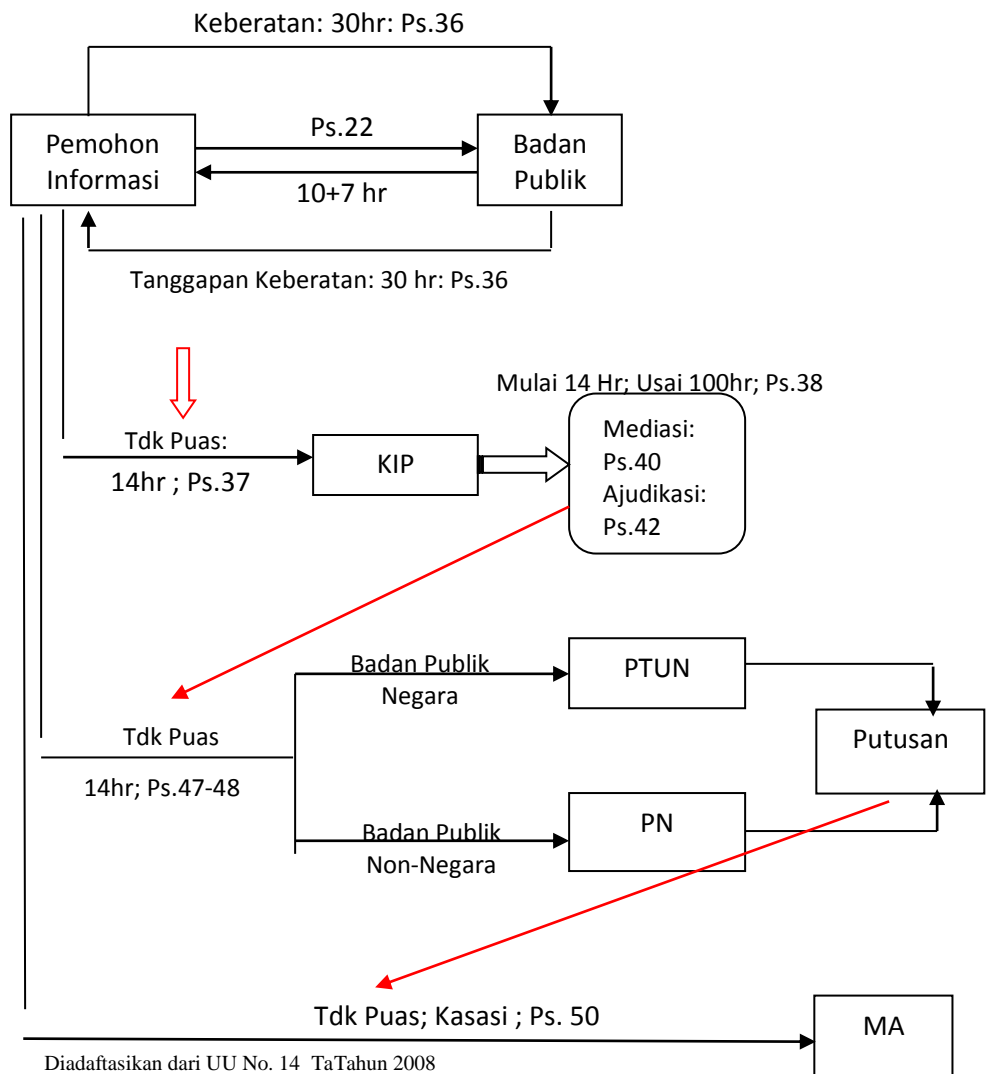 Keberatan: 30hr: Ps.36
Pemohon
Informasi
Ps.22
10+7 hr
Badan
Publik
Tanggapan Keberatan: 30 hr: Ps.36
Mulai 14 Hr; Usai 100hr; Ps.38
Tdk Puas:
14hr ; Ps.37
KIP
Mediasi:
Ps.40
Ajudikasi:
Ps.42
Tdk Puas
14hr; Ps.47-48
Badan Publik
Negara
PTUN
Putusan
Badan Publik
Non-Negara
PN
Tdk Puas; Kasasi ; Ps. 50
MA
Diadaftasikan dari UU No. 14 TaTahun 2008